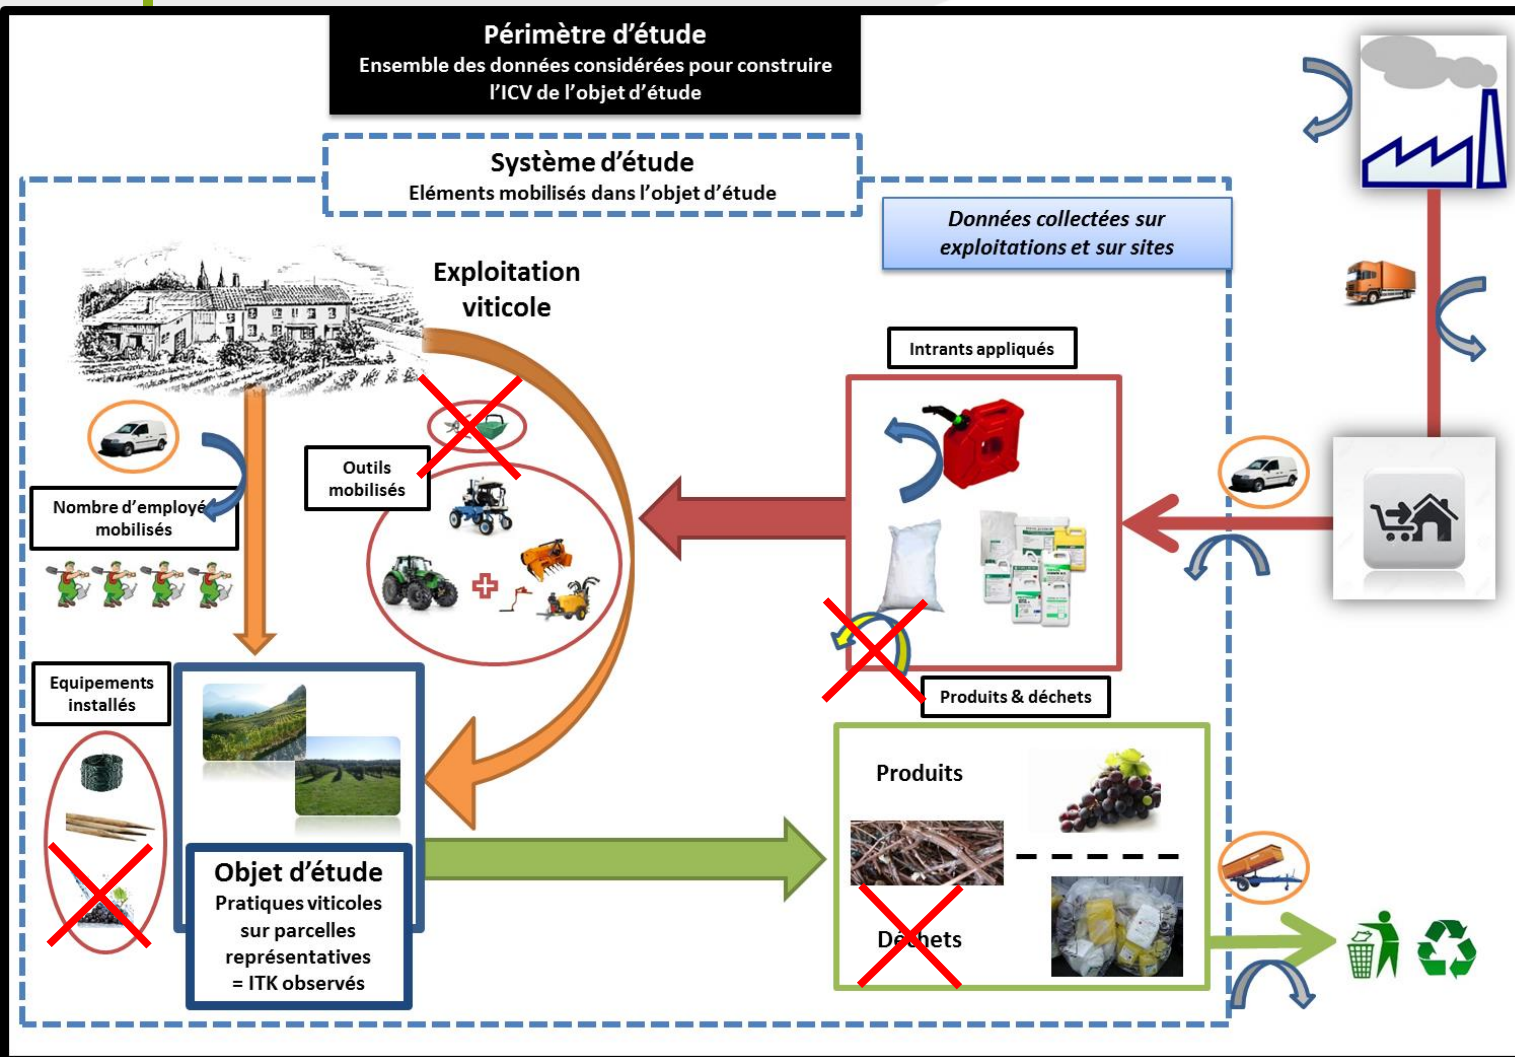 Périmètre d'étude
Ensemble des données considérées pour construire
l'ICV de l'objet d'étude
Système d'étude
Eléments mobilisés dans l'objet d'étude
Données collectées sur
exploitations et sur sites
Exploitation
viticole
Intrants appliqués
Outils
mobilisés
Nombre d'employé
mobilisés
Equipements
installés
Produits & déchets
Produits
Déchets
Objet d'étude
Pratiques viticoles
sur parcelles
représentatives
= ITK observés